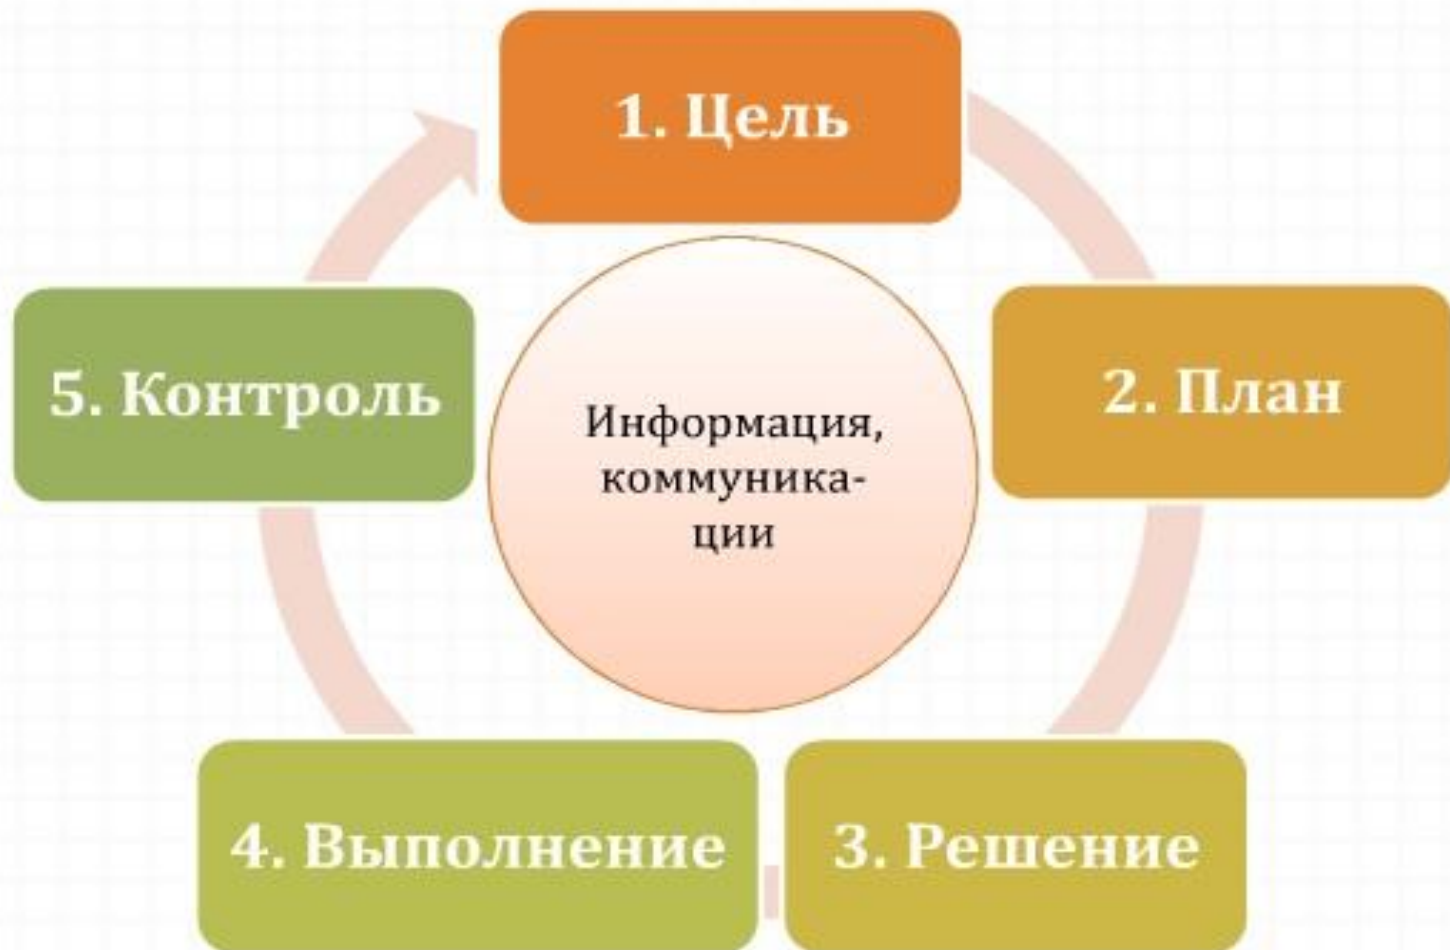 1. Цель
2. План
3. Решение
4. Выполнение
5. Контроль
Информация,
коммуника-
ции